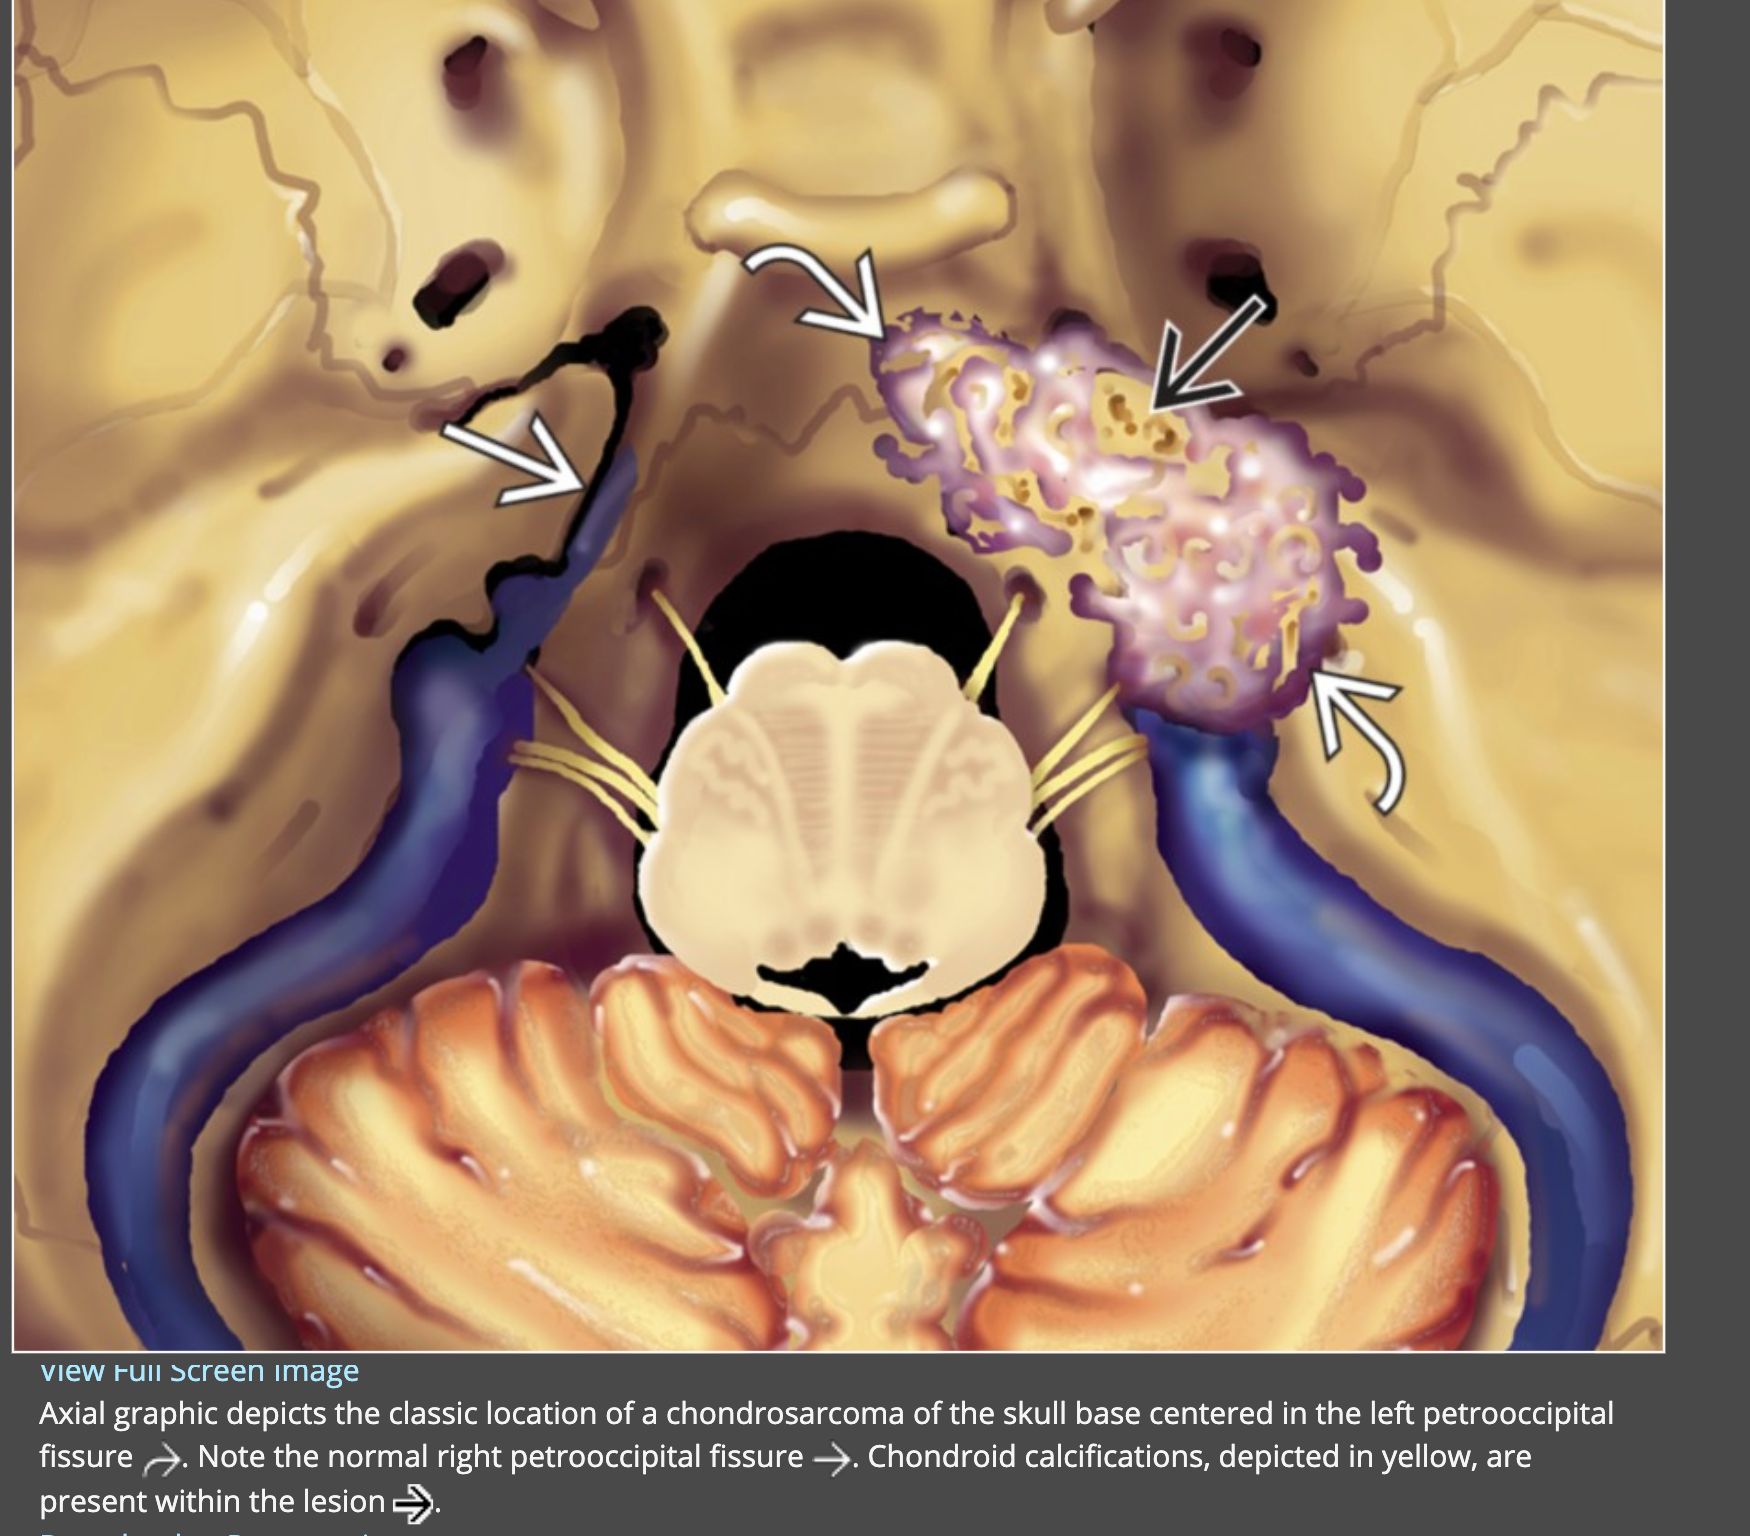 View Full Screen Image
Axial graphic depicts the classic location of a chondrosarcoma of the skull base centered in the left petrooccipital
fissure . Note the normal right petrooccipital fissure . Chondroid calcifications, depicted in yellow, are
present within the lesion .